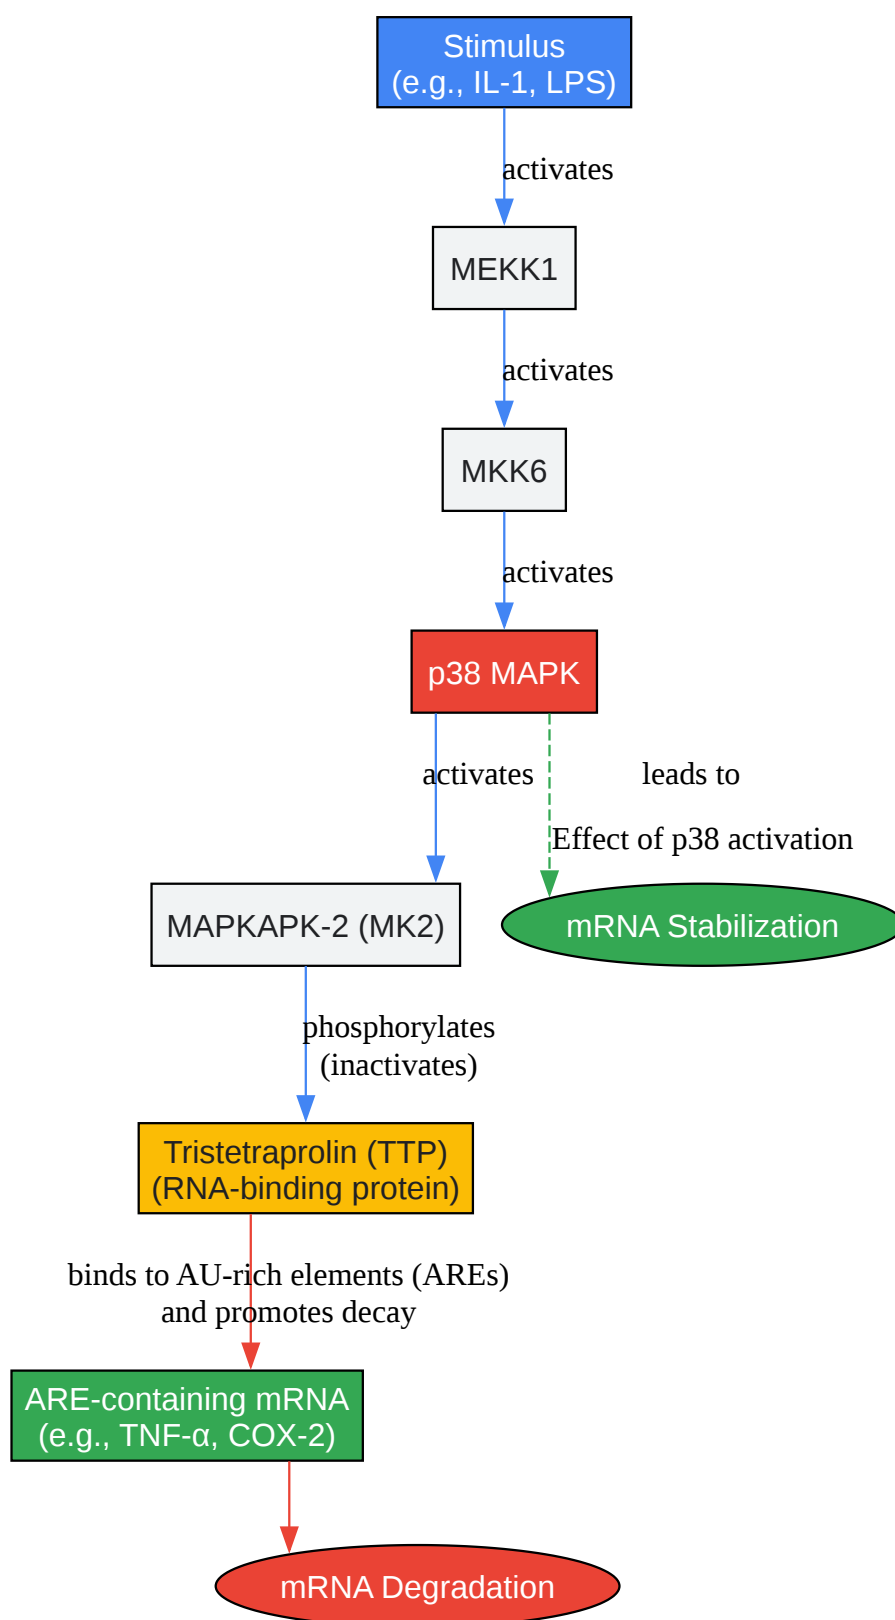 Stimulus
(e.g., IL-1, LPS)
activates
MEKK1
activates
MKK6
activates
p38 MAPK
activates
leads to
Effect of p38 activation
MAPKAPK-2 (MK2)
mRNA Stabilization
phosphorylates
(inactivates)
Tristetraprolin (TTP)
(RNA-binding protein)
binds to AU-rich elements (AREs)
and promotes decay
ARE-containing mRNA
(e.g., TNF-α, COX-2)
mRNA Degradation